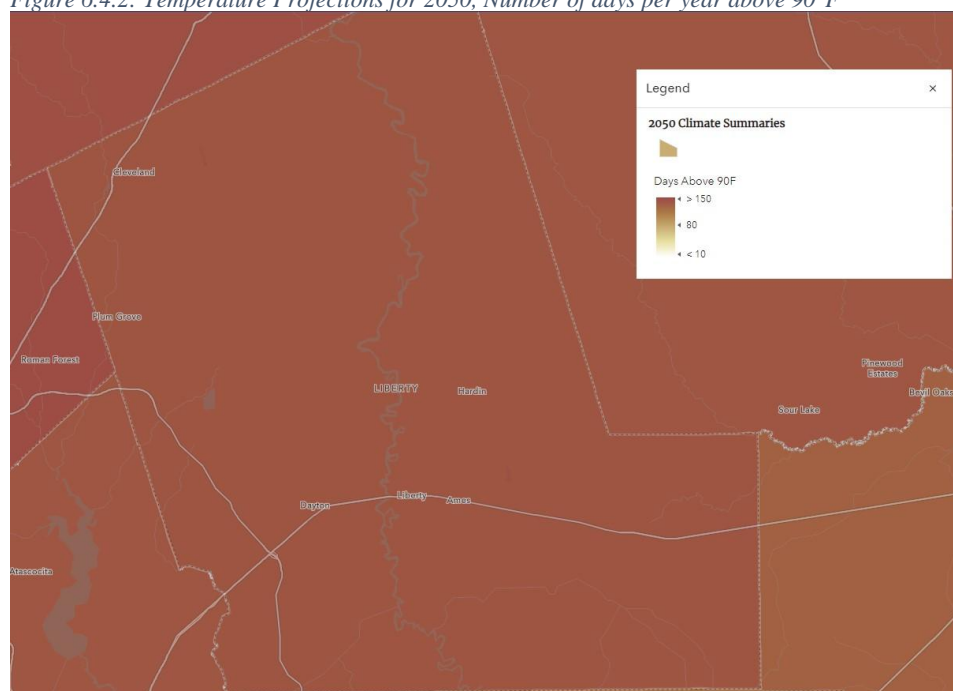 Figure 6.4.2: Temperature Projections for 2050, Number of days per year above 90°F
Legend ×
2050 Climate Summaries
Days Above 90F
> 150
80
< 10
Cleveland
Plum Grove
Roman Forest
Pinewood
Estates
LIBERTY
Hardin
Bevil Oaks
Sour Lake
Liberty
Ames
Dayton
Atascocita